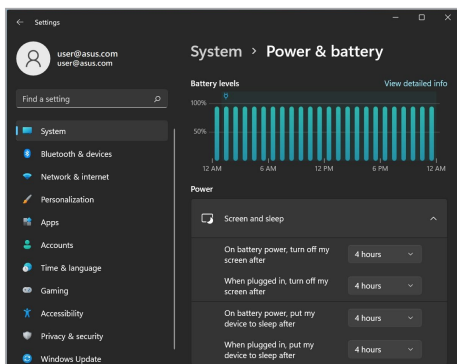 Settings
user@asus.com
user@asus.com
Find a setting
System
Bluetooth & devices
Network & internet
Personalization
Apps
Accounts
Time & language
Gaming
Accessibility
Privacy & security
Windows Update
System > Power & battery
Battery levels
View detailed info
100%
50%
12 AM 6 AM 12 PM 6 PM 12 AM
Power
Screen and sleep
On battery power, turn off my
screen after
4 hours
When plugged in, turn off my
screen after
4 hours
On battery power, put my
device to sleep after
4 hours
When plugged in, put my
device to sleep after
4 hours